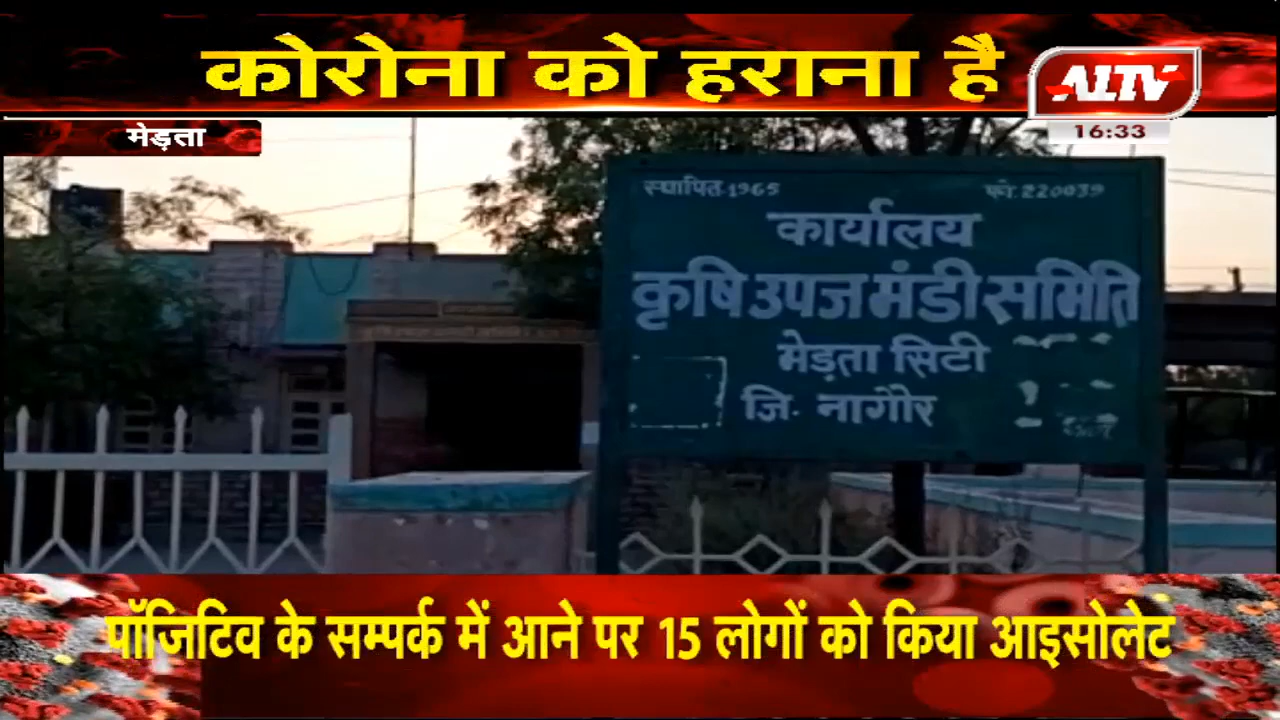 कोरोना को हराना है
ALTV
16:33
मेड़ता
स्थापित-1965
फो. 220039
कार्यालय
कृषि उपज मंडी समिति
मेड़ता सिटी
जि. नागौर
पॉजिटिव के सम्पर्क में आने पर 15 लोगों को किया आइसोलेट